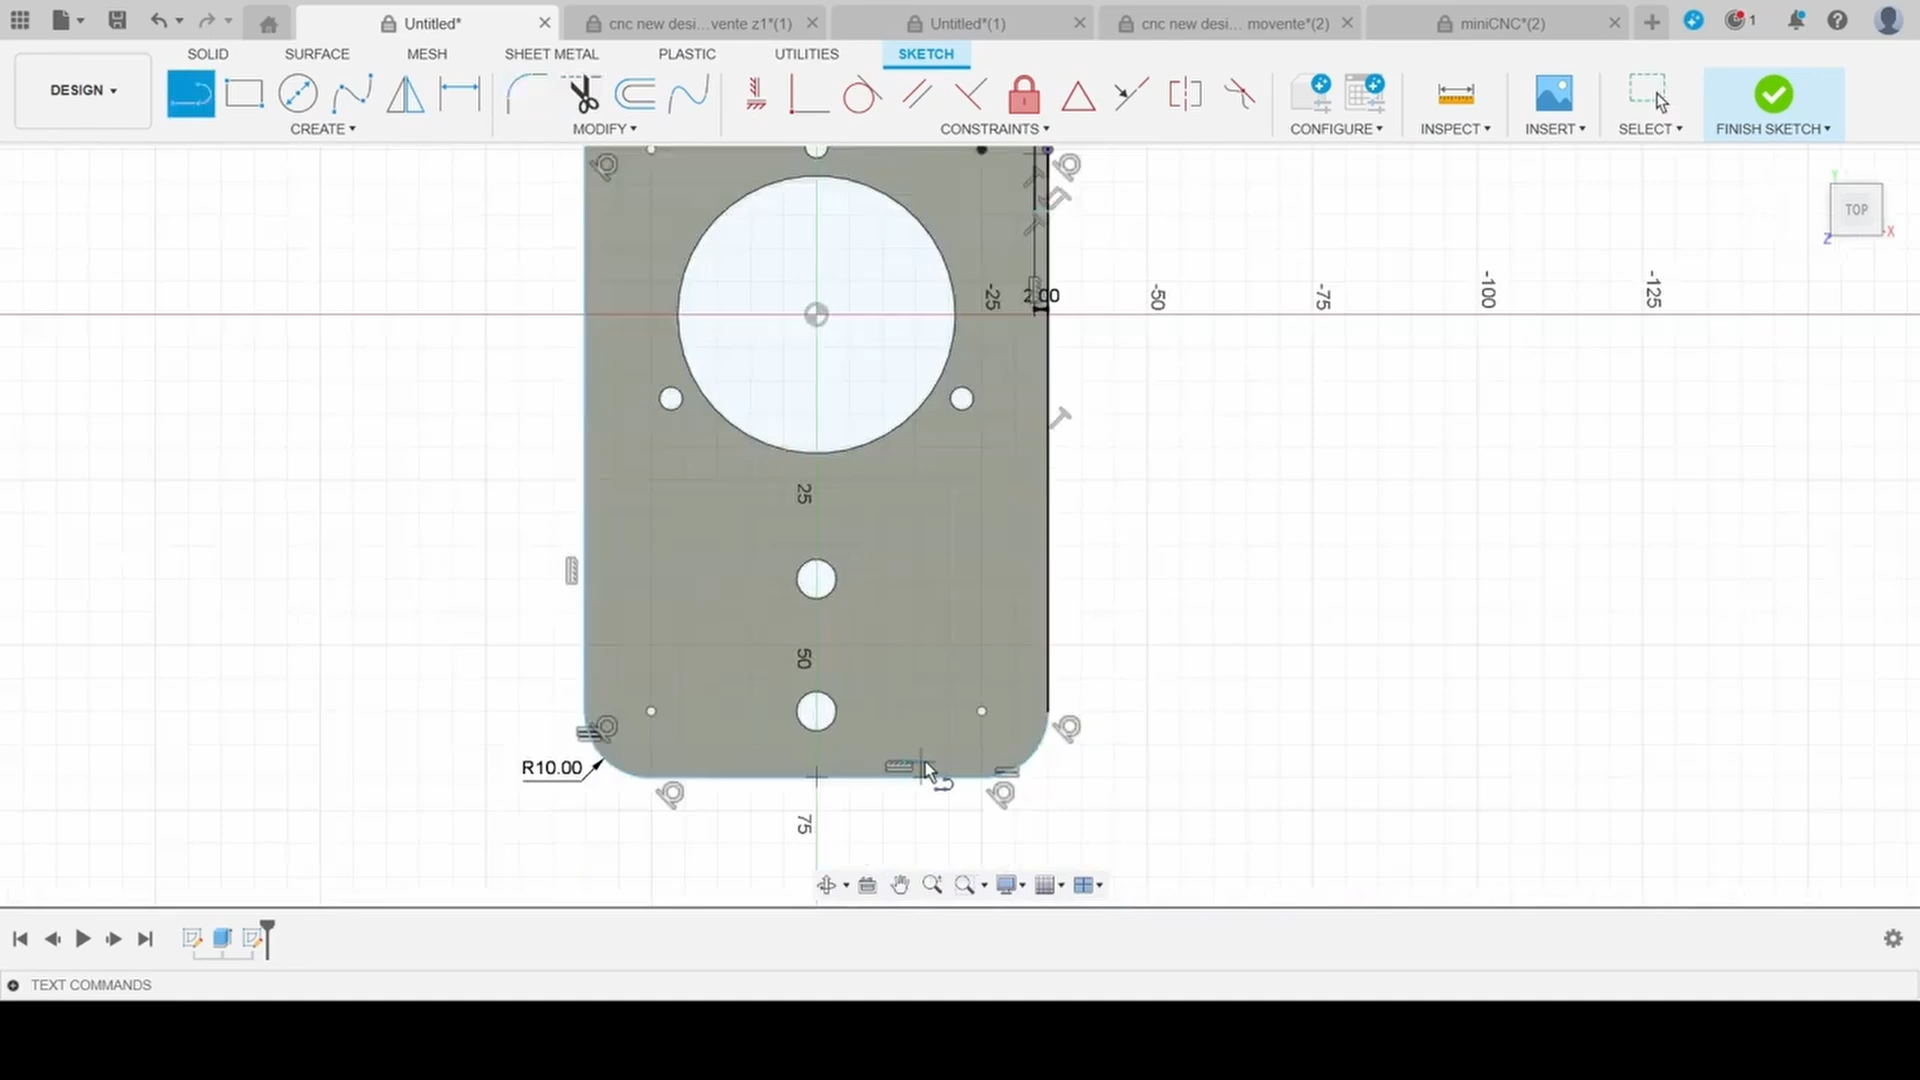 Untitled*
cnc new desi...vente z1*(1)
Untitled*(1)
cnc new desi... movente*(2)
miniCNC*(2)
1
DESIGN
SOLID
SURFACE
MESH
SHEET METAL
PLASTIC
UTILITIES
SKETCH
CREATE
MODIFY
CONSTRAINTS
CONFIGURE
INSPECT
INSERT
SELECT
FINISH SKETCH
Y
TOP
Z
X
-25
2.00
-50
-75
-100
-125
25
50
R10.00
75
TEXT COMMANDS